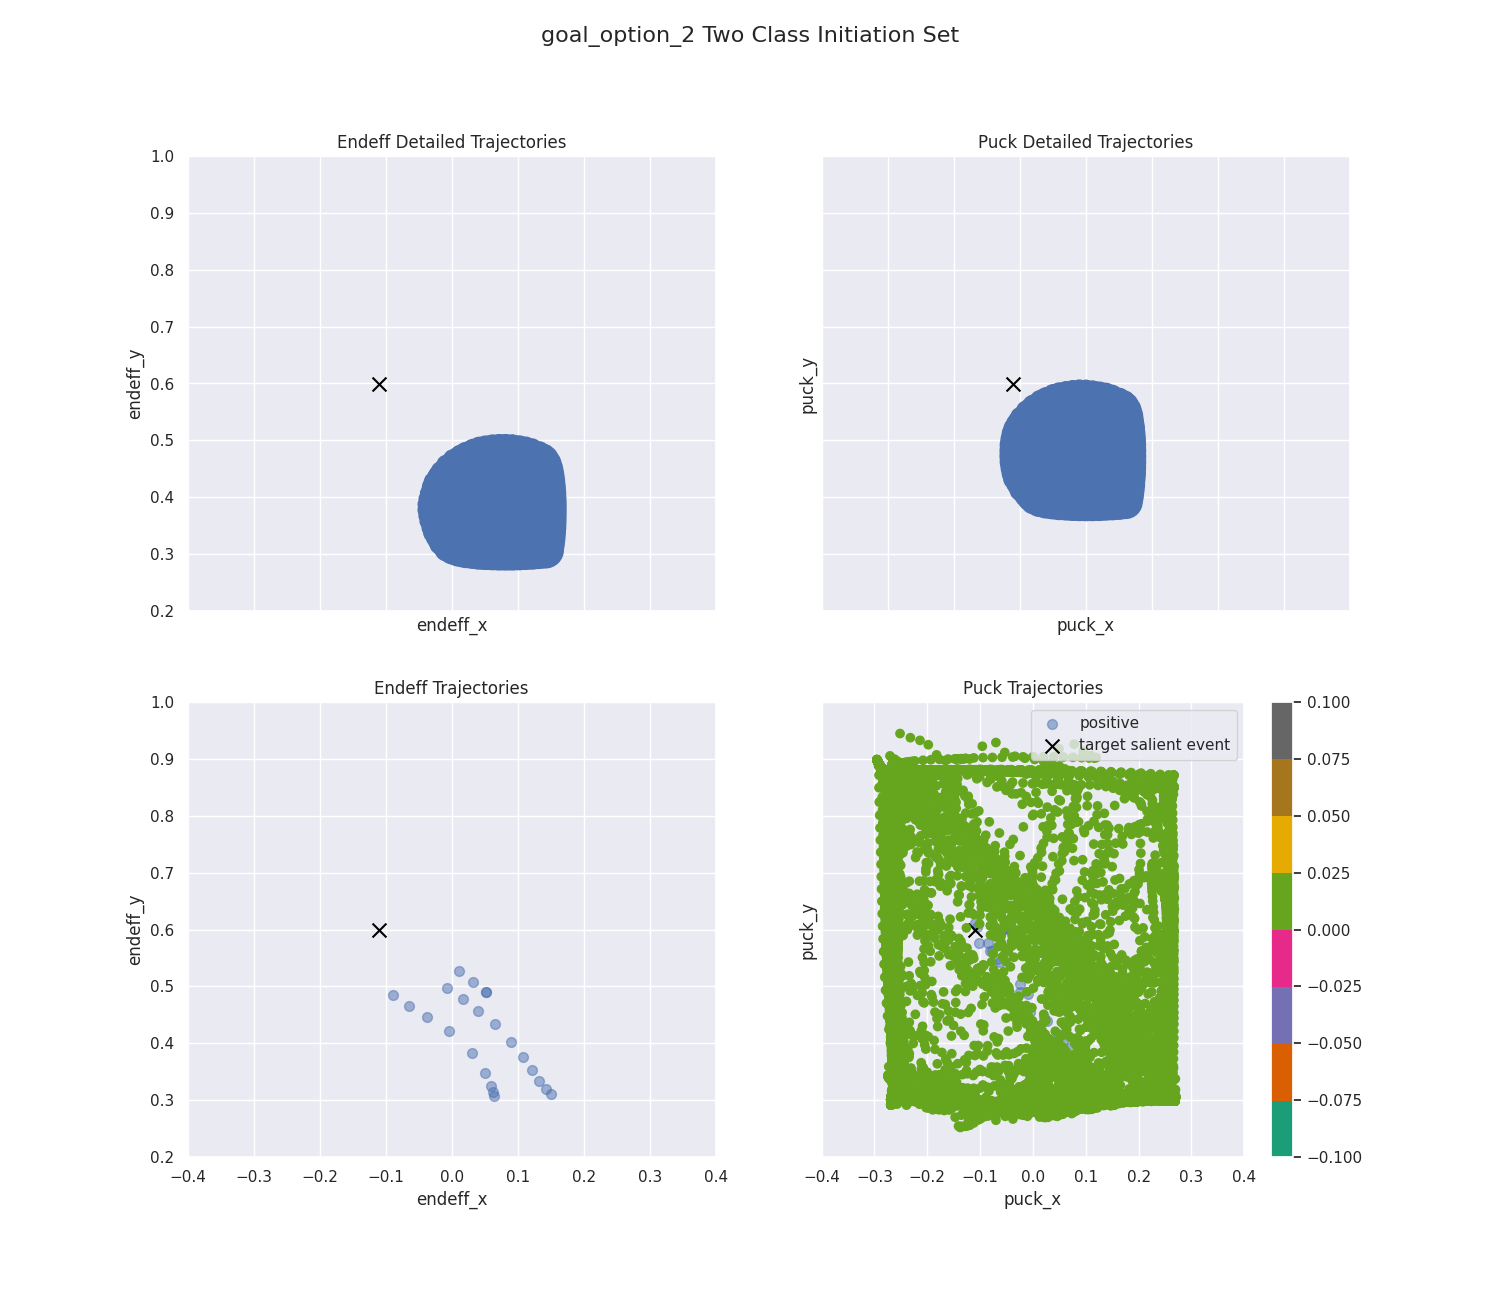 goal_option_2 Two Class Initiation Set
Endeff Detailed Trajectories
1.0
0.9
0.8
0.7
0.6
0.5
0.4
0.3
0.2
endeff_y
endeff_x
Puck Detailed Trajectories
puck_y
puck_x
Endeff Trajectories
1.0
0.9
0.8
0.7
0.6
0.5
0.4
0.3
0.2
endeff_y
−0.4 −0.3 −0.2 −0.1 0.0 0.1 0.2 0.3 0.4
endeff_x
Puck Trajectories
positive
target salient event
puck_y
−0.4 −0.3 −0.2 −0.1 0.0 0.1 0.2 0.3 0.4
puck_x
0.100
0.075
0.050
0.025
0.000
−0.025
−0.050
−0.075
−0.100